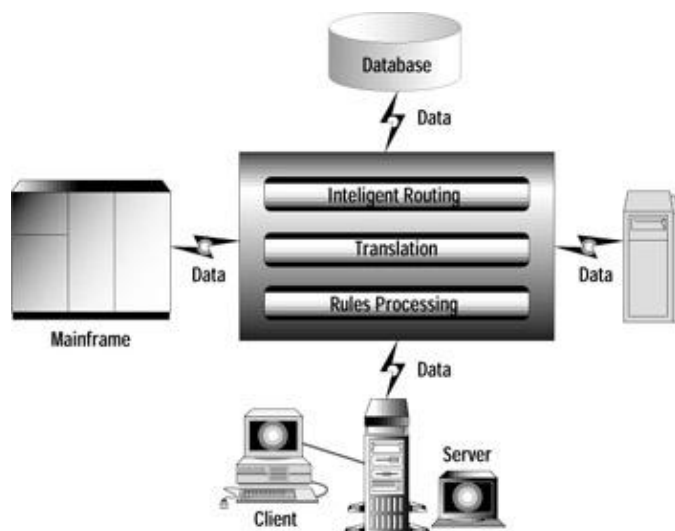 Database
Data
Inteligent Routing
Translation
Data
Data
Rules Processing
Mainframe
Data
Server
Client